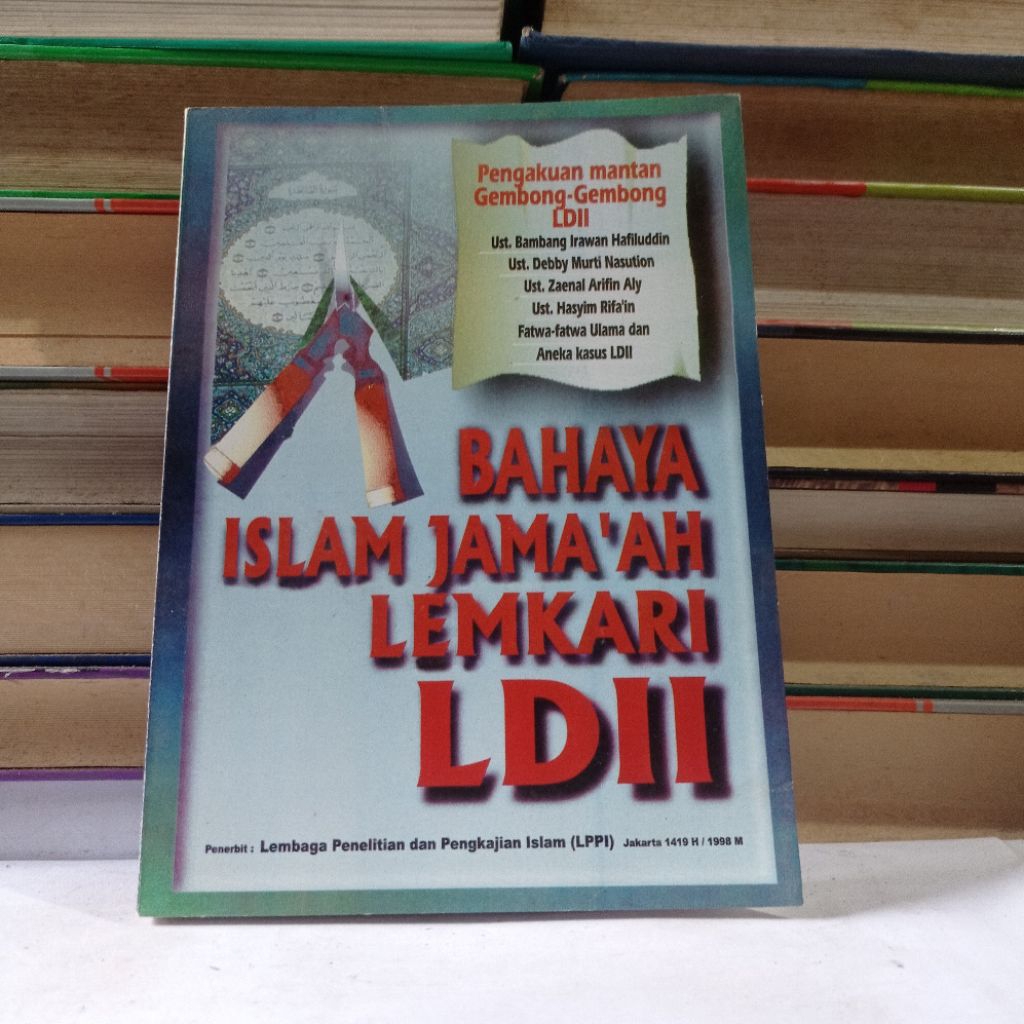 Pengakuan mantan
Gembong-Gembong
LDII
Ust. Bambang Irawan Hafiluddin
Ust. Debby Murti Nasution
Ust. Zaenal Arifin Aly
Ust. Hasyim Rifa'in
Fatwa-fatwa Ulama dan
Aneka kasus LDII
BAHAYA
ISLAM JAMA'AH
LEMKARI
LDII
Penerbit : Lembaga Penelitian dan Pengkajian Islam (LPPI) Jakarta 1419 H / 1998 M